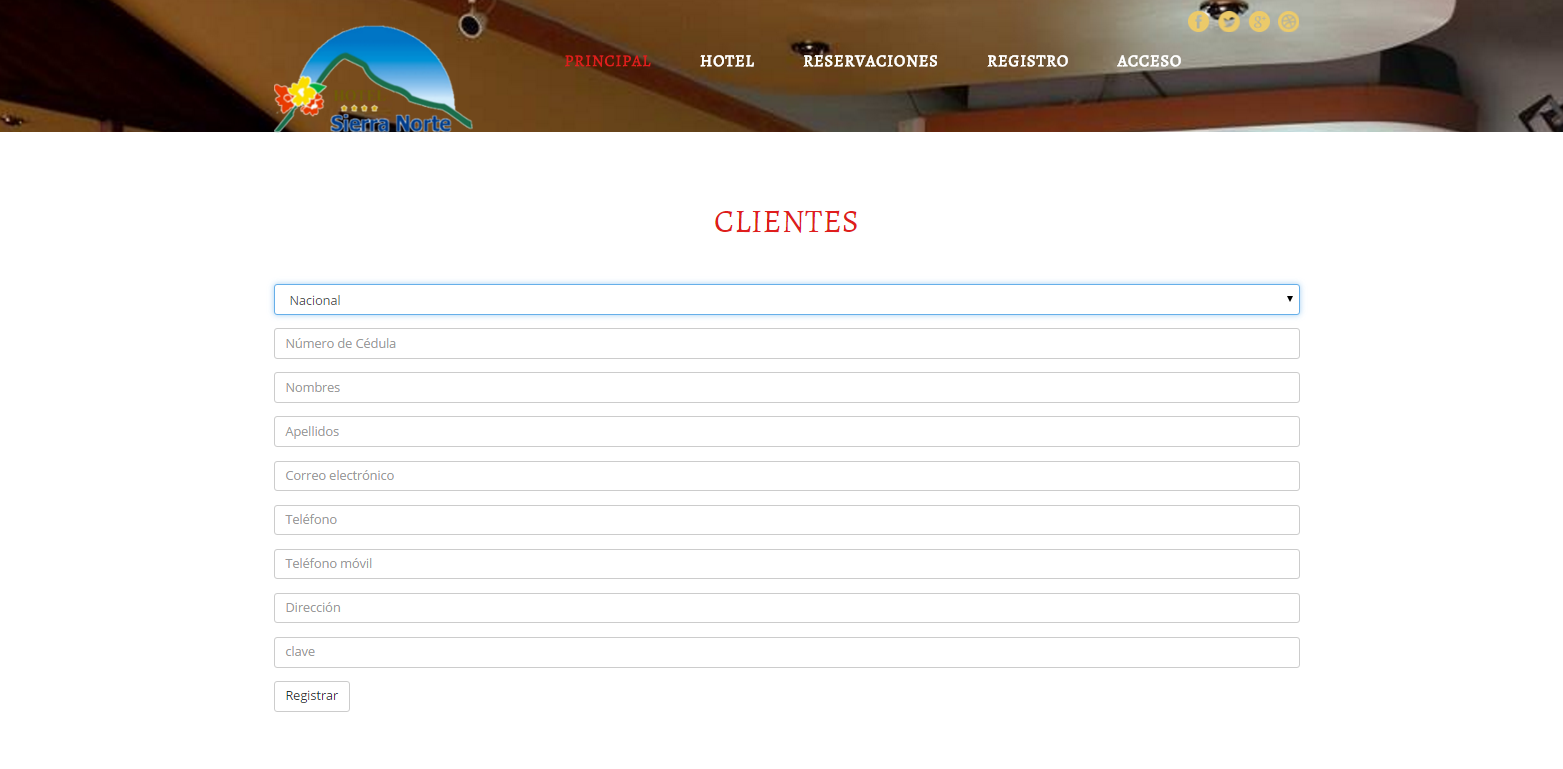 PRINCIPAL HOTEL RESERVACIONES REGISTRO ACCESO
Sierra Norte
CLIENTES
Nacional
Número de Cédula
Nombres
Apellidos
Correo electrónico
Teléfono
Teléfono móvil
Dirección
clave
Registrar